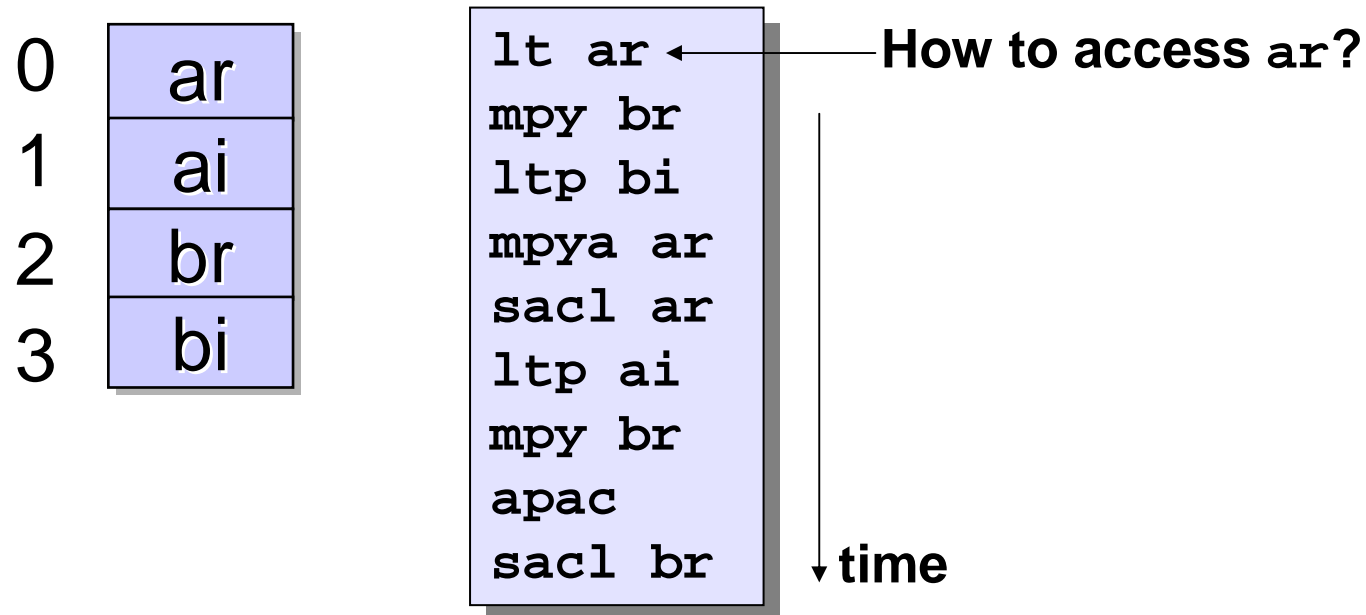 0 ar
1 ai
2 br
3 bi
lt ar
mpy br
ltp bi
mpya ar
sacl ar
ltp ai
mpy br
apac
sacl br
How to access ar?
time